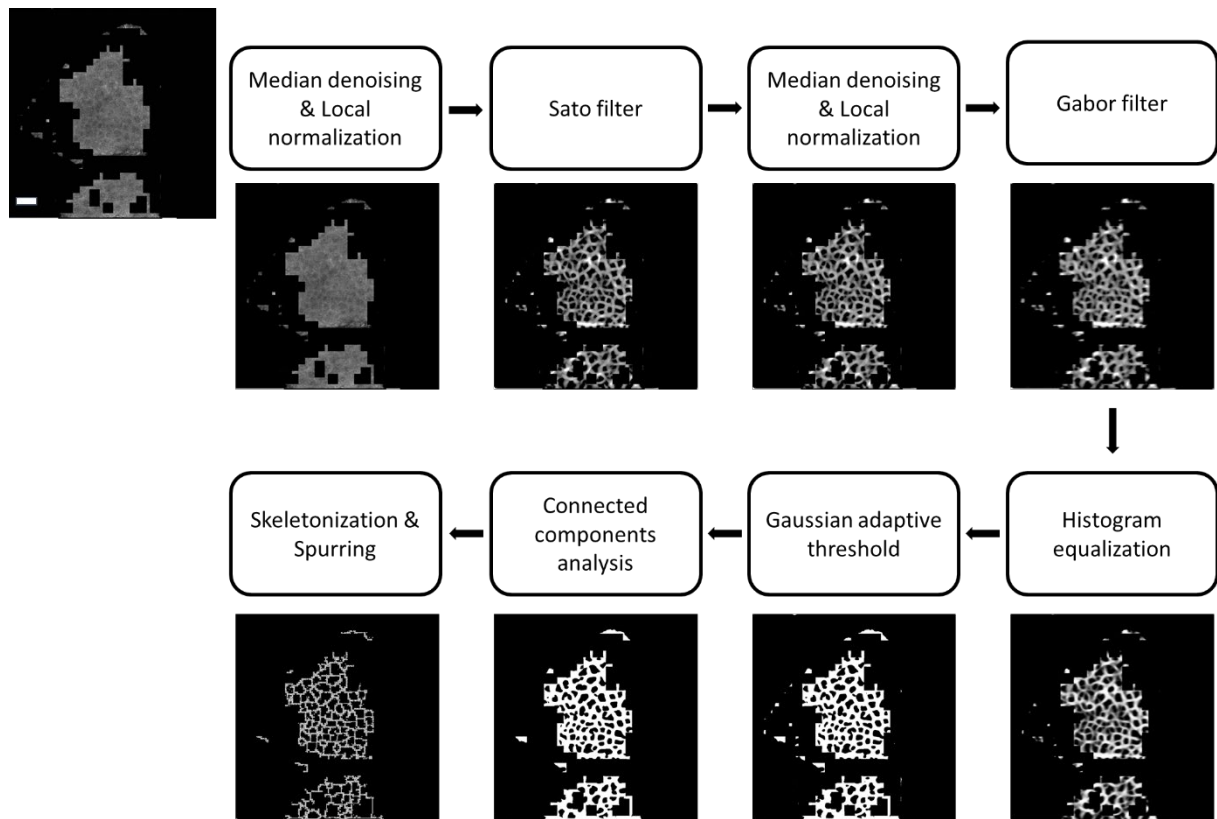 Median denoising
& Local
normalization
Sato filter
Median denoising
& Local
normalization
Gabor filter
Skeletonization &
Spurring
Connected
components
analysis
Gaussian adaptive
threshold
Histogram
equalization